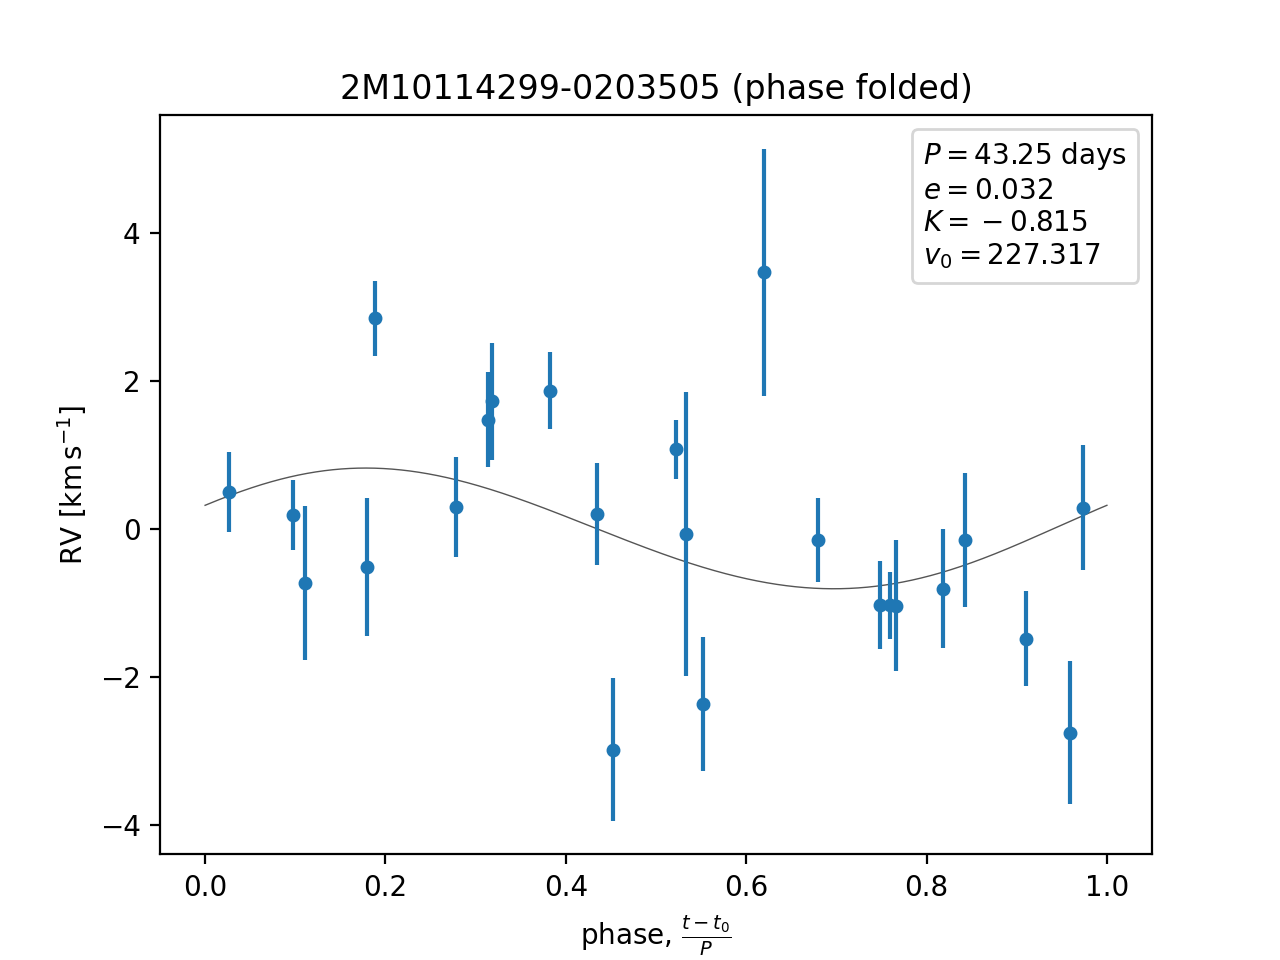 2M10114299-0203505 (phase folded)
P = 43.25 days
e = 0.032
K = −0.815
v₀ = 227.317
4
2
0
−2
−4
RV [km s⁻¹]
0.0 0.2 0.4 0.6 0.8 1.0
phase, (t − t₀)/P